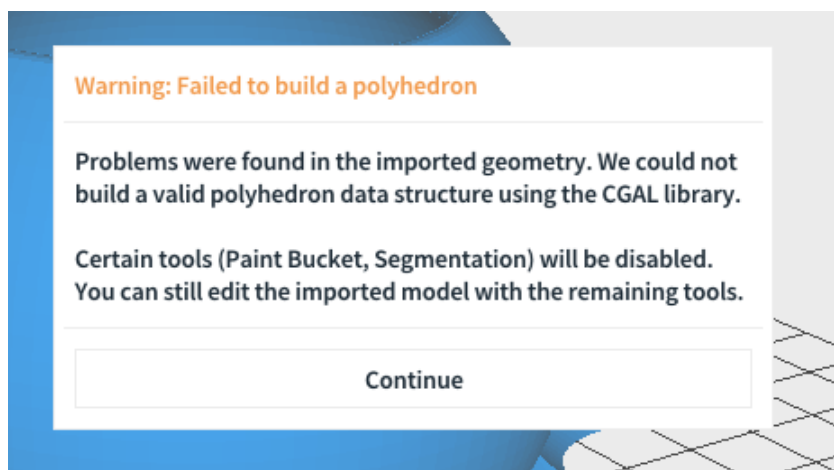 Warning: Failed to build a polyhedron
Problems were found in the imported geometry. We could not
build a valid polyhedron data structure using the CGAL library.
Certain tools (Paint Bucket, Segmentation) will be disabled.
You can still edit the imported model with the remaining tools.
Continue